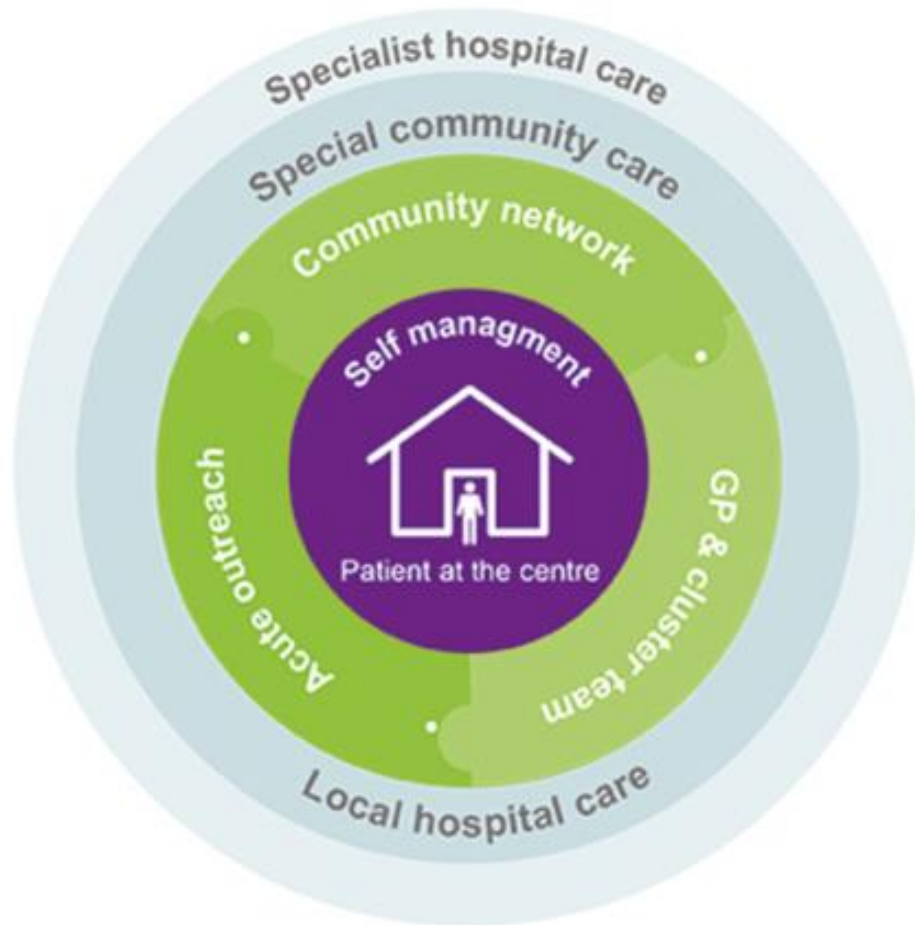 Specialist hospital care
Special community care
Community network
Self managment
Patient at the centre
Acute outreach
GP & cluster team
Local hospital care